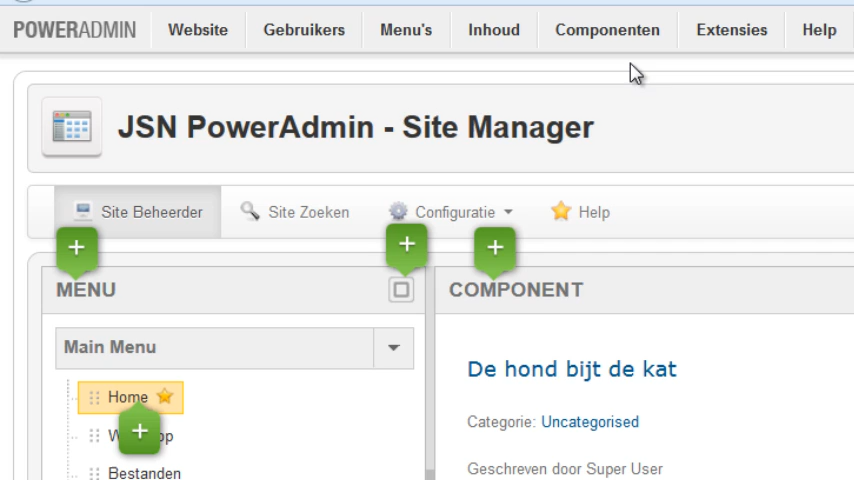 POWERADMIN Website Gebruikers Menu's Inhoud Componenten Extensies Help
JSN PowerAdmin - Site Manager
Site Beheerder Site Zoeken Configuratie Help
MENU
COMPONENT
Main Menu
Home
Bestanden
De hond bijt de kat
Categorie: Uncategorised
Geschreven door Super User